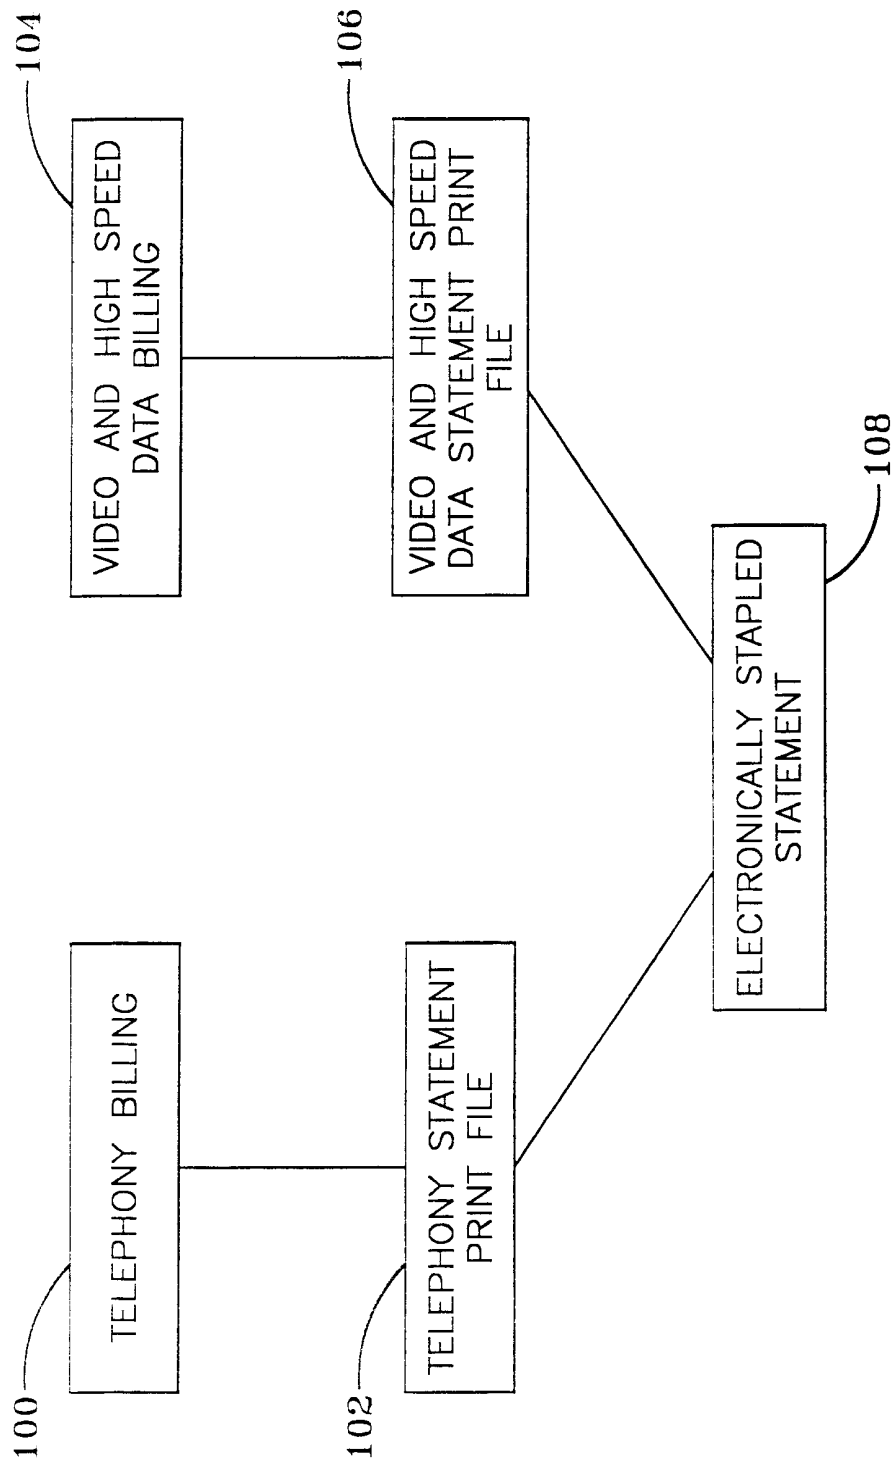 100
TELEPHONY BILLING
104
VIDEO AND HIGH SPEED
DATA BILLING
102
TELEPHONY STATEMENT
PRINT FILE
106
VIDEO AND HIGH SPEED
DATA STATEMENT PRINT
FILE
ELECTRONICALLY STAPLED
STATEMENT
108